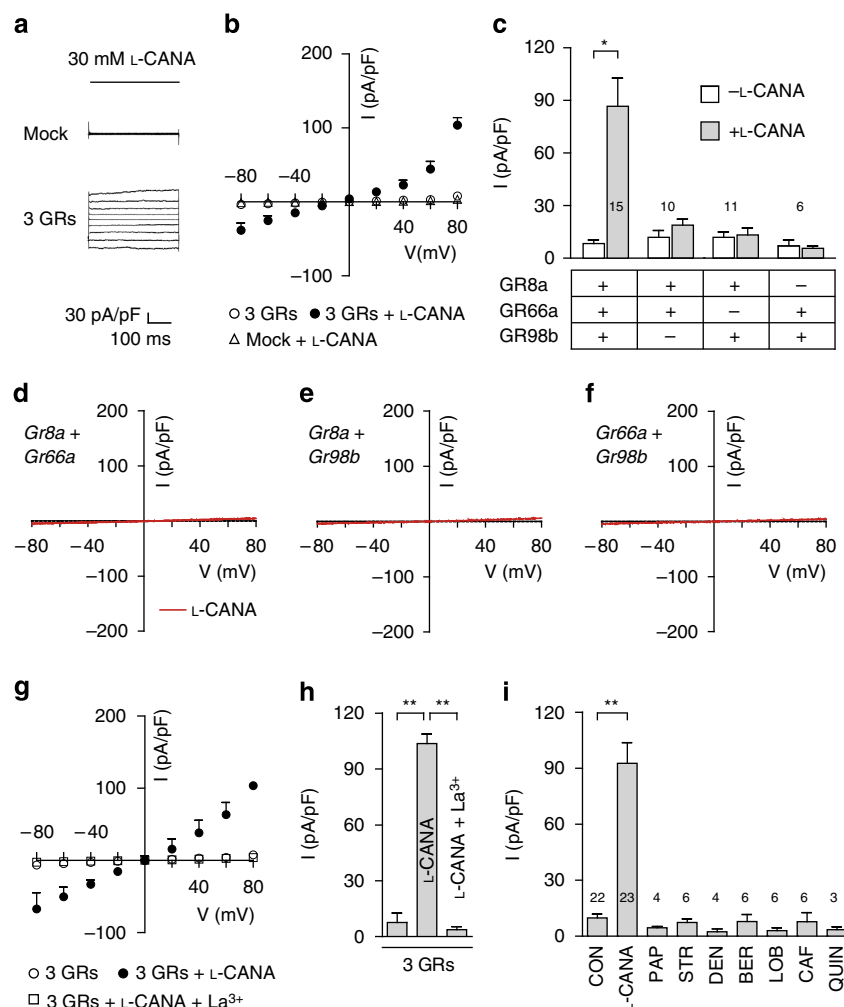 a
30 mM L-CANA
Mock
3 GRs
30 pA/pF
100 ms
b
200
100
−100
I (pA/pF)
−80 −40 40 80
V(mV)
3 GRs 3 GRs + L-CANA
Mock + L-CANA
c
120
90
60
30
0
I (pA/pF)
*
–L-CANA
+L-CANA
15 10 11 6
GR8a + + + −
GR66a + + − +
GR98b + − + +
d
Gr8a +
Gr66a
200
100
−100
−200
I (pA/pF)
−80 −40 40 80
V (mV)
L-CANA
e
Gr8a +
Gr98b
200
100
−100
−200
I (pA/pF)
−80 −40 40 80
V (mV)
f
Gr66a +
Gr98b
200
100
−100
−200
I (pA/pF)
−80 −40 40 80
V (mV)
g
200
100
−100
I (pA/pF)
−80 −40 40 80
V (mV)
3 GRs 3 GRs + L-CANA
3 GRs + L-CANA + La3+
h
120
90
60
30
0
I (pA/pF)
** **
L-CANA
L-CANA + La3+
3 GRs
i
120
90
60
30
0
I (pA/pF)
**
22 23 4 6 4 6 6 6 3
CON L-CANA PAP STR DEN BER LOB CAF QUIN